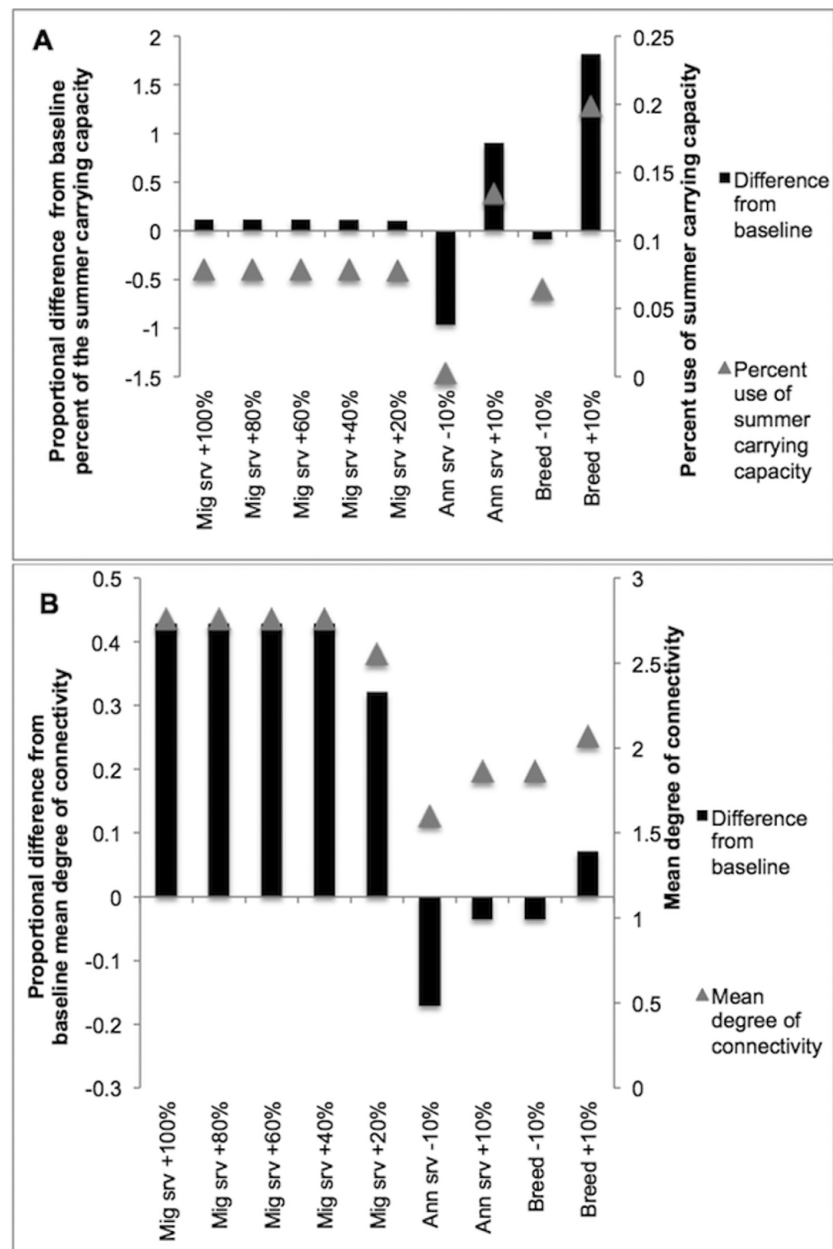 A
Proportional difference from baseline
percent of the summer carrying capacity
2
1.5
1
0.5
0
-0.5
-1
-1.5
0.25
0.2
0.15
0.1
0.05
0
Percent use of summer carrying capacity
Mig srv +100%
Mig srv +80%
Mig srv +60%
Mig srv +40%
Mig srv +20%
Ann srv -10%
Ann srv +10%
Breed -10%
Breed +10%
Difference
from
baseline
Percent
use of
summer
carrying
capacity
B
Proportional difference from
baseline mean degree of connectivity
0.5
0.4
0.3
0.2
0.1
0
-0.1
-0.2
-0.3
3
2.5
2
1.5
1
0.5
0
Mean degree of connectivity
Mig srv +100%
Mig srv +80%
Mig srv +60%
Mig srv +40%
Mig srv +20%
Ann srv -10%
Ann srv +10%
Breed -10%
Breed +10%
Difference
from
baseline
Mean
degree of
connectivity